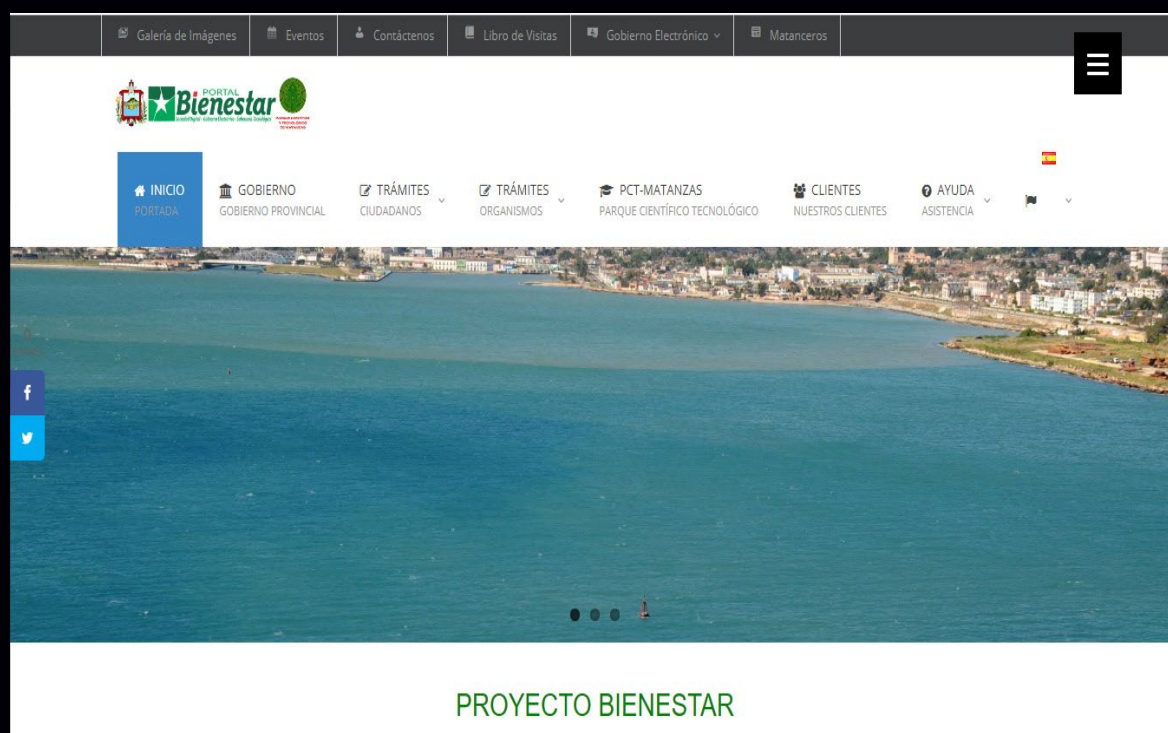 Galería de Imágenes Eventos Contáctenos Libro de Visitas Gobierno Electrónico Matanceros
PORTAL
Bienestar
INICIO GOBIERNO TRÁMITES TRÁMITES PCT-MATANZAS CLIENTES AYUDA
PORTADA GOBIERNO PROVINCIAL CIUDADANOS ORGANISMOS PARQUE CIENTÍFICO TECNOLÓGICO NUESTROS CLIENTES ASISTENCIA
PROYECTO BIENESTAR